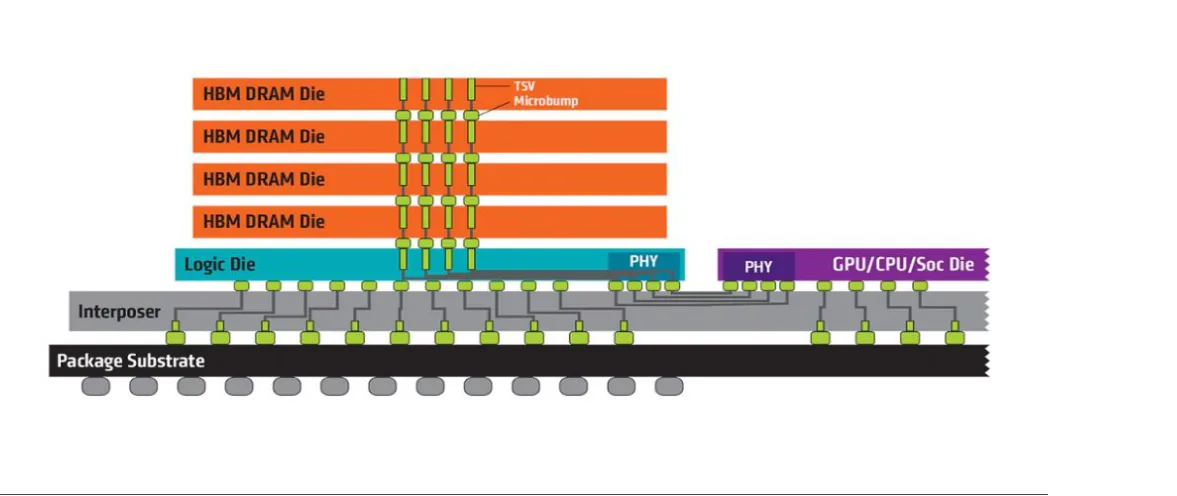 HBM DRAM Die
TSV
Microbump
HBM DRAM Die
HBM DRAM Die
HBM DRAM Die
Logic Die
PHY
PHY
GPU/CPU/Soc Die
Interposer
Package Substrate